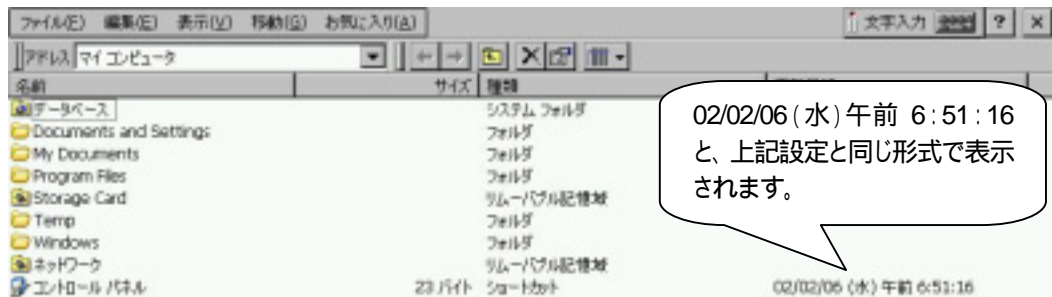 ファイル(F) 編集(E) 表示(V) 移動(G) お気に入り(A) 文字入力 ? ×
アドレス マイ コンピュータ
名前 サイズ 種類
データベース システム フォルダ
Documents and Settings フォルダ
My Documents フォルダ
Program Files フォルダ
Storage Card リムーバブル記憶域
Temp フォルダ
Windows フォルダ
ネットワーク リムーバブル記憶域
コントロール パネル 23 バイト ショートカット 02/02/06 (水) 午前 6:51:16
02/02/06(水)午前 6:51:16
と、上記設定と同じ形式で表示
されます。